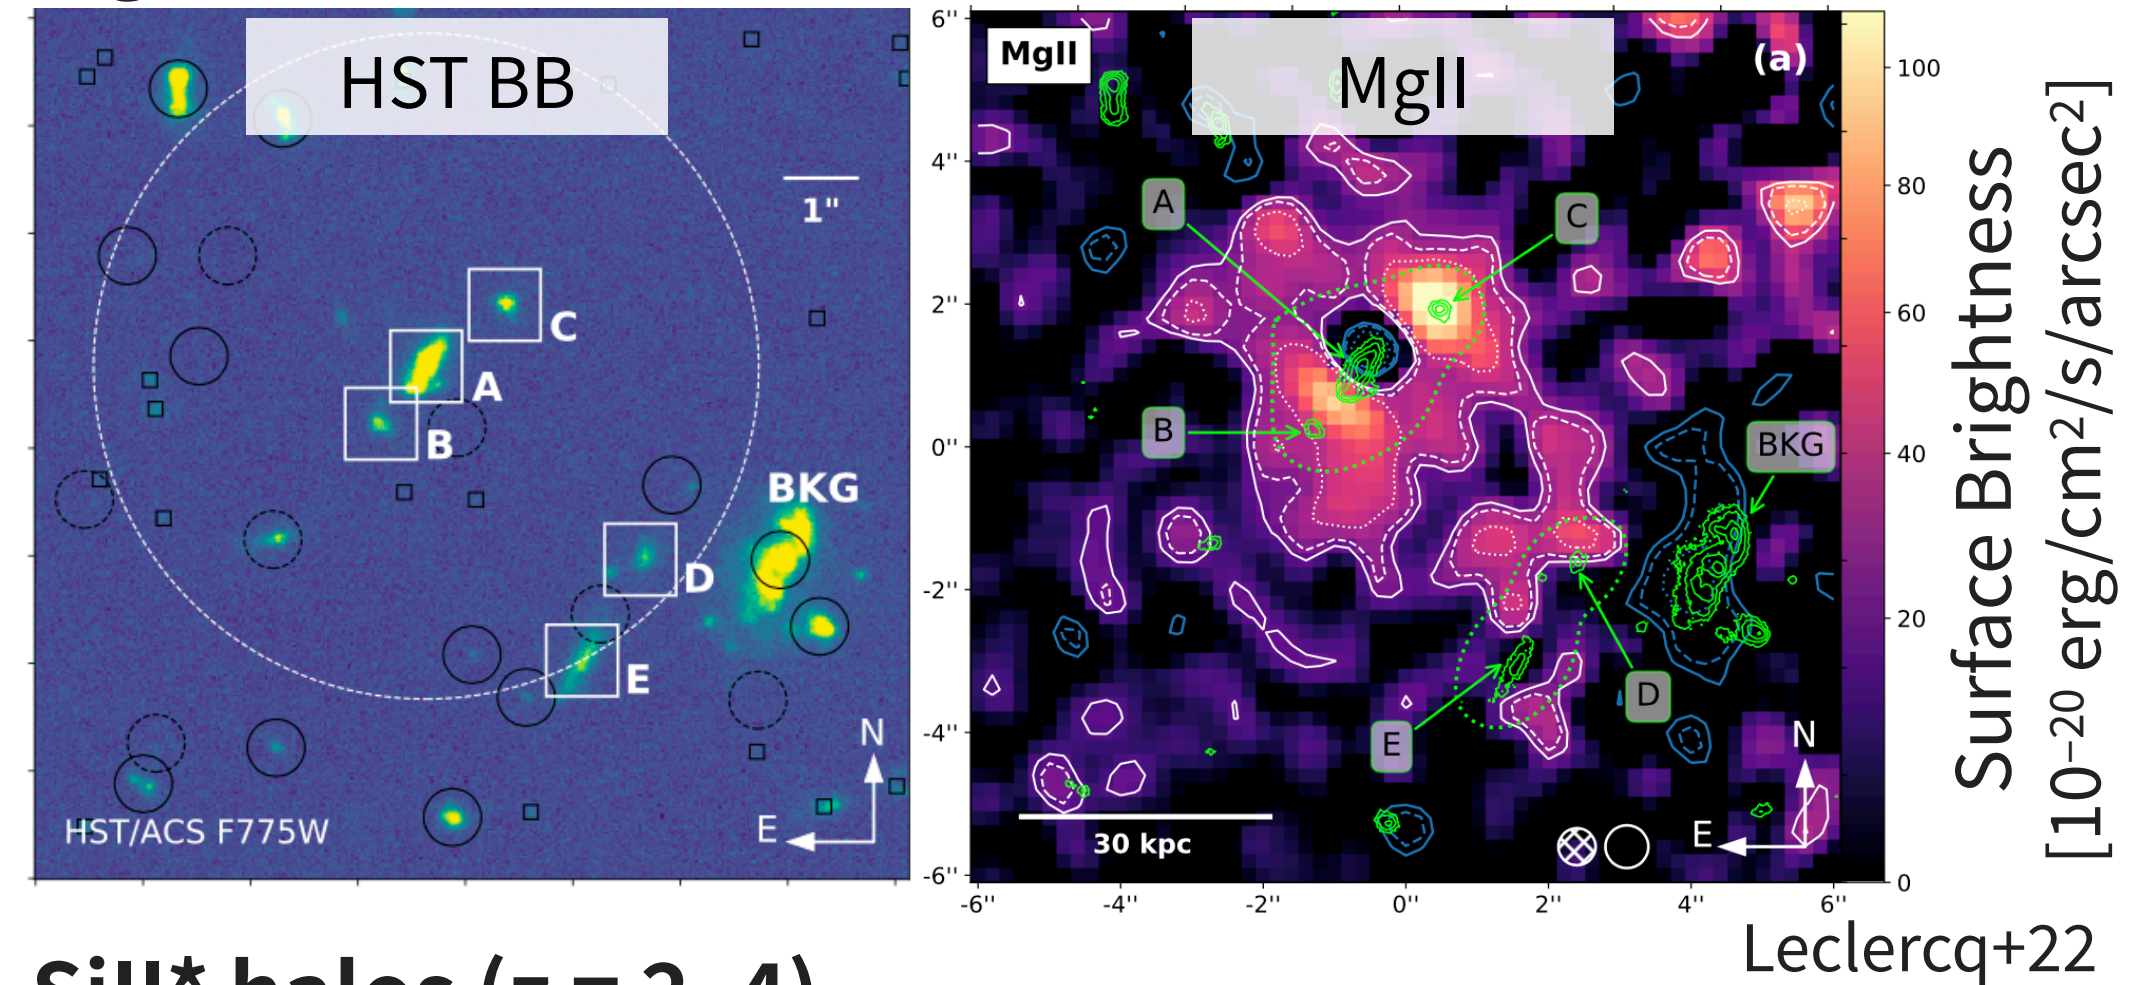 HST BB
1"
C
A
B
BKG
D
E
N
E
HST/ACS F775W
MgII
MgII
(a)
6''
4''
2''
0''
-2''
-4''
-6''
-6''
-4''
-2''
0''
2''
4''
6''
A
C
B
BKG
D
E
N
E
30 kpc
100
80
60
40
20
0
Surface Brightness
[10⁻²⁰ erg/cm²/s/arcsec²]
Leclercq+22